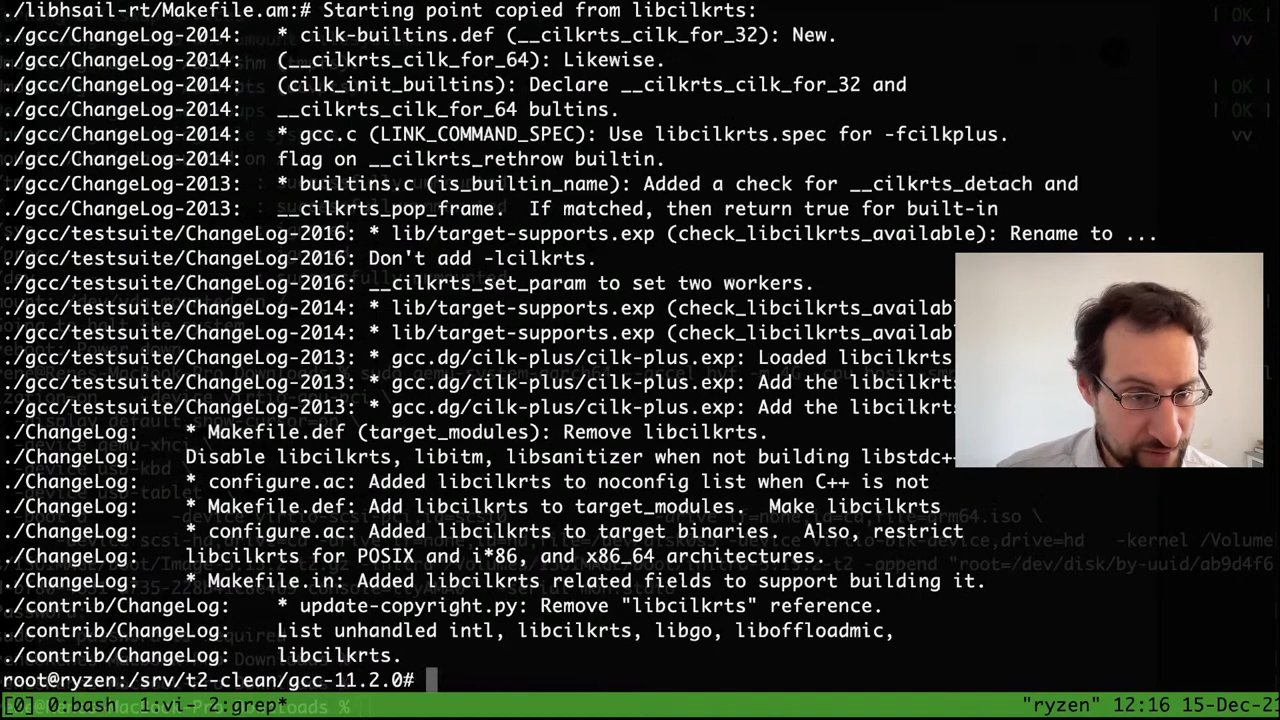 ./libhsail-rt/Makefile.am:# Starting point copied from libcilkrts:
./gcc/ChangeLog-2014: * cilk-builtins.def (__cilkrts_cilk_for_32): New.
./gcc/ChangeLog-2014: (__cilkrts_cilk_for_64): Likewise.
./gcc/ChangeLog-2014: (cilk_init_builtins): Declare __cilkrts_cilk_for_32 and
./gcc/ChangeLog-2014: __cilkrts_cilk_for_64 bultins.
./gcc/ChangeLog-2014: * gcc.c (LINK_COMMAND_SPEC): Use libcilkrts.spec for -fcilkplus.
./gcc/ChangeLog-2014: flag on __cilkrts_rethrow builtin.
./gcc/ChangeLog-2013: * builtins.c (is_builtin_name): Added a check for __cilkrts_detach and
./gcc/ChangeLog-2013: __cilkrts_pop_frame. If matched, then return true for built-in
./gcc/testsuite/ChangeLog-2016: * lib/target-supports.exp (check_libcilkrts_available): Rename to ...
./gcc/testsuite/ChangeLog-2016: Don't add -lcilkrts.
./gcc/testsuite/ChangeLog-2016: __cilkrts_set_param to set two workers.
./gcc/testsuite/ChangeLog-2014: * lib/target-supports.exp (check_libcilkrts_availabl
./gcc/testsuite/ChangeLog-2014: * lib/target-supports.exp (check_libcilkrts_availabl
./gcc/testsuite/ChangeLog-2013: * gcc.dg/cilk-plus/cilk-plus.exp: Loaded libcilkrts
./gcc/testsuite/ChangeLog-2013: * gcc.dg/cilk-plus/cilk-plus.exp: Add the libcilkrts
./gcc/testsuite/ChangeLog-2013: * gcc.dg/cilk-plus/cilk-plus.exp: Add the libcilkrts
./ChangeLog: * Makefile.def (target_modules): Remove libcilkrts.
./ChangeLog: Disable libcilkrts, libitm, libsanitizer when not building libstdc+
./ChangeLog: * configure.ac: Added libcilkrts to noconfig list when C++ is not
./ChangeLog: * Makefile.def: Add libcilkrts to target_modules. Make libcilkrts
./ChangeLog: * configure.ac: Added libcilkrts to target binaries. Also, restrict
./ChangeLog: libcilkrts for POSIX and i*86, and x86_64 architectures.
./ChangeLog: * Makefile.in: Added libcilkrts related fields to support building it.
./contrib/ChangeLog: * update-copyright.py: Remove "libcilkrts" reference.
./contrib/ChangeLog: List unhandled intl, libcilkrts, libgo, liboffloadmic,
./contrib/ChangeLog: libcilkrts.
root@ryzen:/srv/t2-clean/gcc-11.2.0#
[0] 0:bash 1:vi- 2:grep* "ryzen" 12:16 15-Dec-21